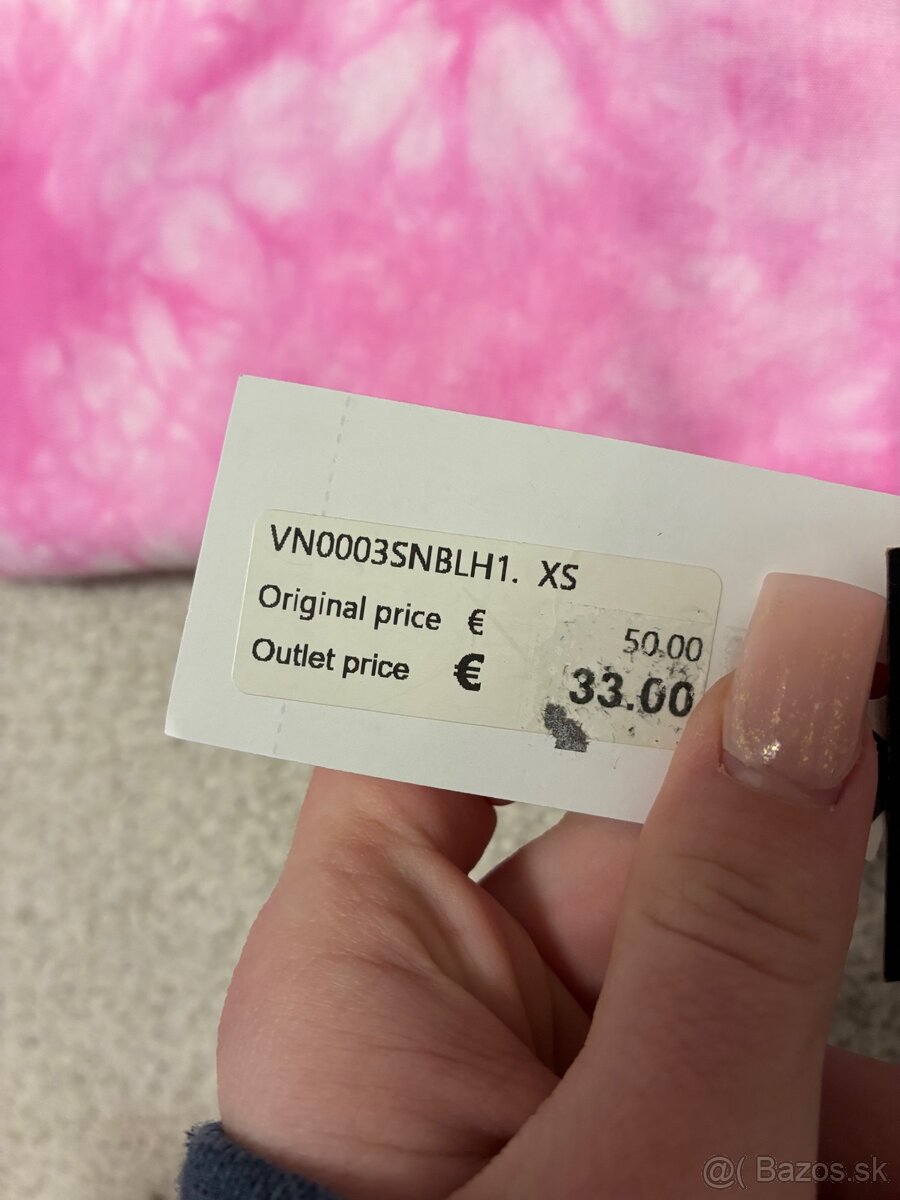 VN0003SNBLH1. XS
Original price € 50.00
Outlet price € 33.00
@( Bazos.sk